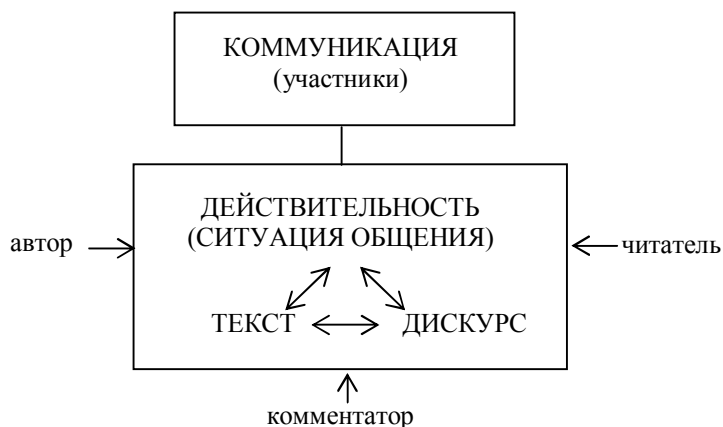 КОММУНИКАЦИЯ
(участники)
ДЕЙСТВИТЕЛЬНОСТЬ
(СИТУАЦИЯ ОБЩЕНИЯ)
автор
читатель
ТЕКСТ
ДИСКУРС
комментатор